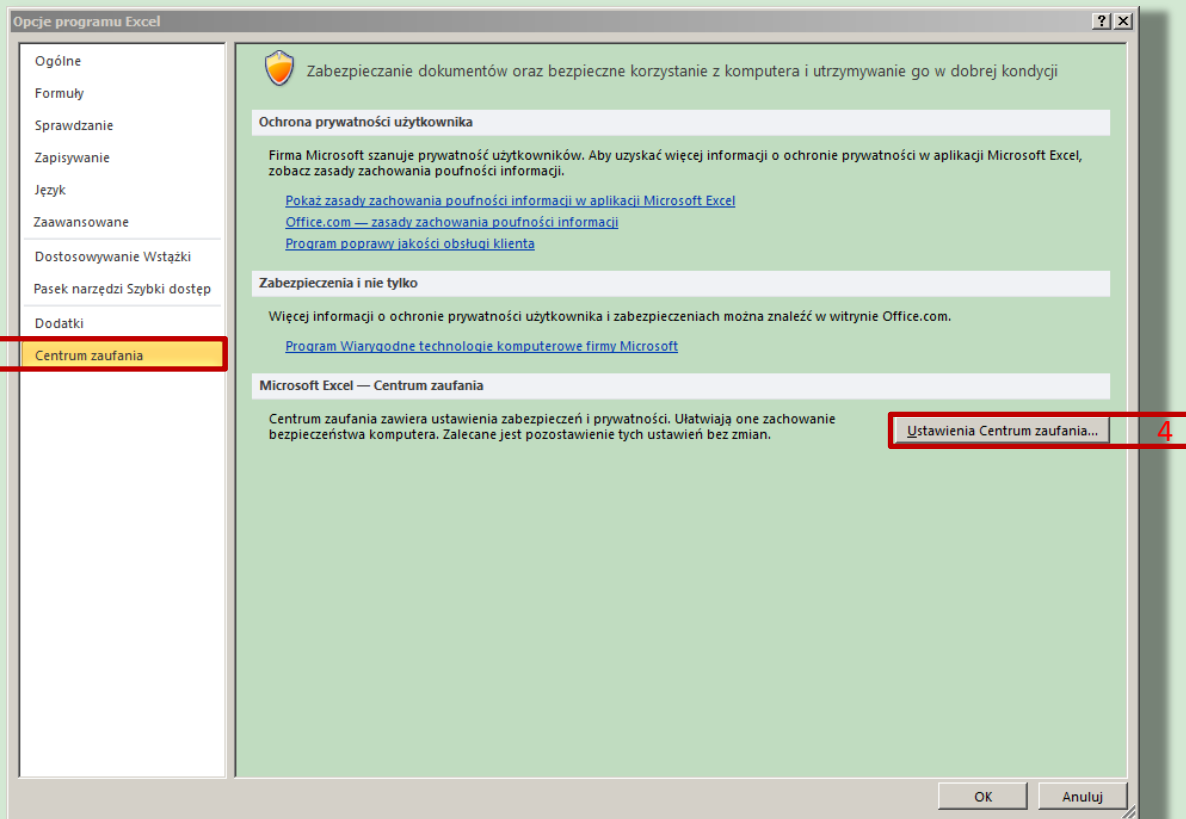 Opcje programu Excel
Ogólne
Formuły
Sprawdzanie
Zapisywanie
Język
Zaawansowane
Dostosowywanie Wstążki
Pasek narzędzi Szybki dostęp
Dodatki
Centrum zaufania
Zabezpieczanie dokumentów oraz bezpieczne korzystanie z komputera i utrzymywanie go w dobrej kondycji
Ochrona prywatności użytkownika
Firma Microsoft szanuje prywatność użytkowników. Aby uzyskać więcej informacji o ochronie prywatności w aplikacji Microsoft Excel,
zobacz zasady zachowania poufności informacji.
Pokaż zasady zachowania poufności informacji w aplikacji Microsoft Excel
Office.com — zasady zachowania poufności informacji
Program poprawy jakości obsługi klienta
Zabezpieczenia i nie tylko
Więcej informacji o ochronie prywatności użytkownika i zabezpieczeniach można znaleźć w witrynie Office.com.
Program Wiarygodne technologie komputerowe firmy Microsoft
Microsoft Excel — Centrum zaufania
Centrum zaufania zawiera ustawienia zabezpieczeń i prywatności. Ułatwiają one zachowanie
bezpieczeństwa komputera. Zalecane jest pozostawienie tych ustawień bez zmian.
Ustawienia Centrum zaufania...
4
OK
Anuluj